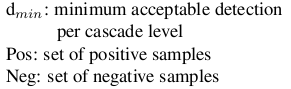 d_min: minimum acceptable detection
per cascade level
Pos: set of positive samples
Neg: set of negative samples